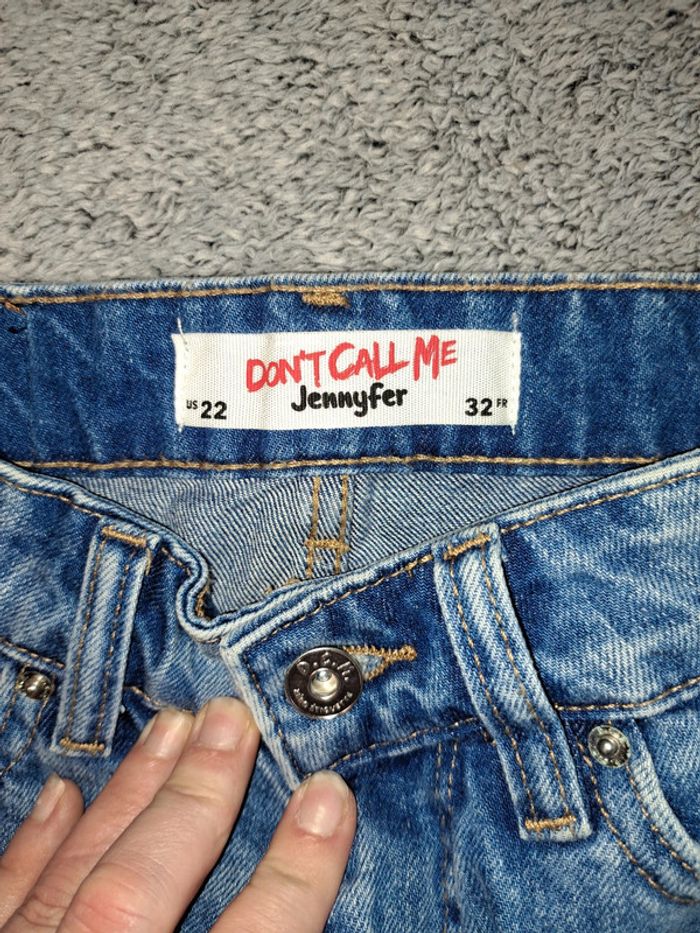 DON'T CALL ME
Jennyfer
US 22
32 FR
D.C.M